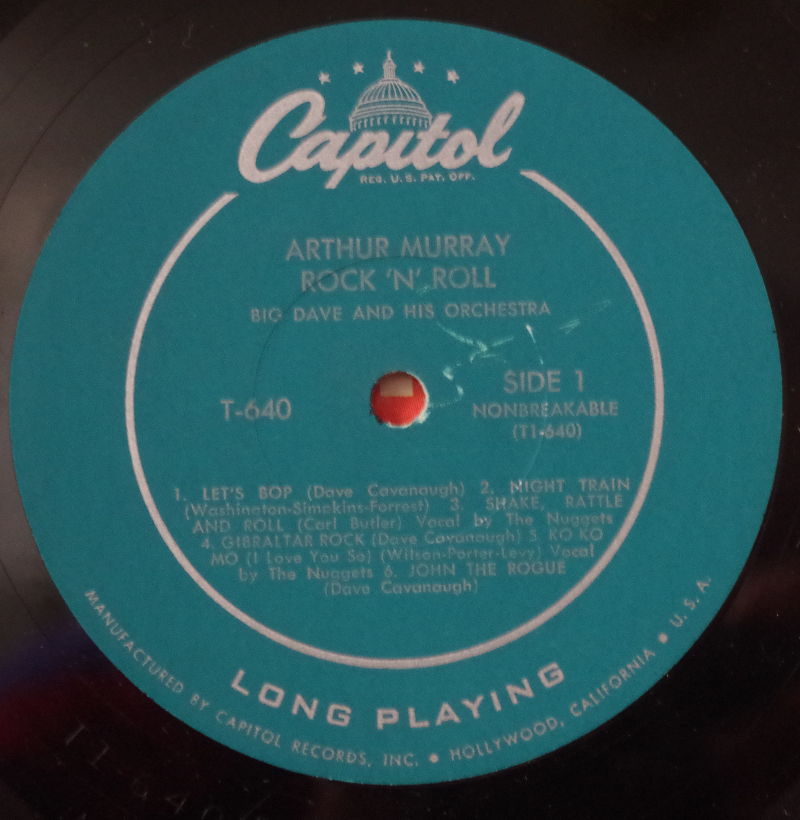 Capitol
REG. U.S. PAT. OFF.
ARTHUR MURRAY
ROCK 'N' ROLL
BIG DAVE AND HIS ORCHESTRA
T-640
SIDE 1
NONBREAKABLE
(T1-640)
1. LET'S BOP (Dave Cavanaugh) 2. NIGHT TRAIN
(Washington-Simpkins-Forrest) 3. SHAKE, RATTLE
AND ROLL (Carl Butler) Vocal by The Nuggets
4. GIBRALTAR ROCK (Dave Cavanaugh) 5. KO KO
MO (I Love You So) (Wilson-Porter-Levy) Vocal
by The Nuggets 6. JOHN THE ROGUE
(Dave Cavanaugh)
LONG PLAYING
MANUFACTURED BY CAPITOL RECORDS, INC. • HOLLYWOOD, CALIFORNIA • U.S.A.